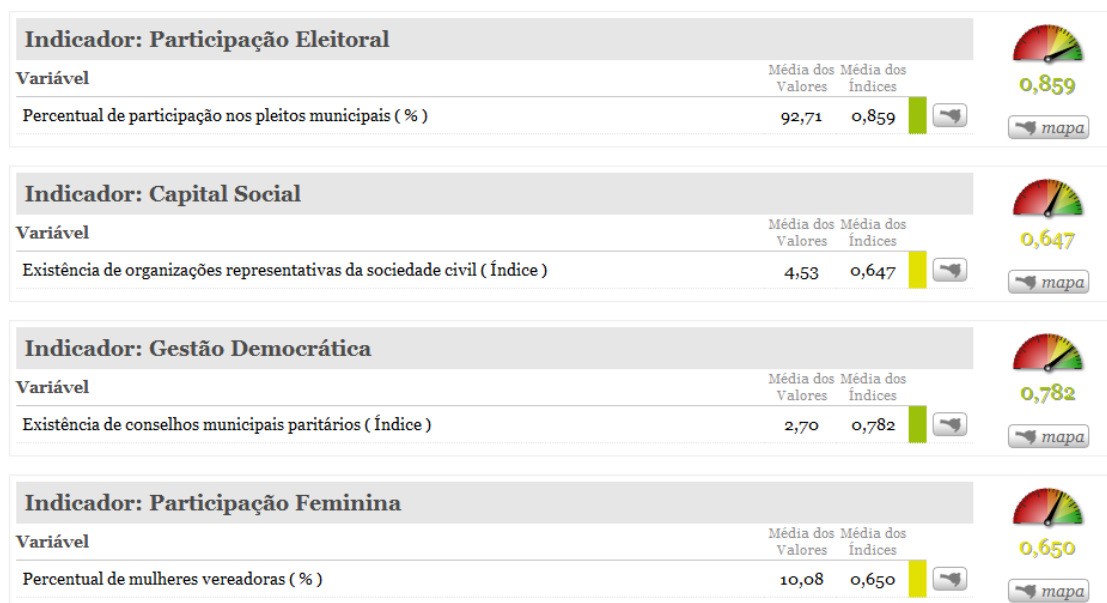 Indicador: Participação Eleitoral
Variável Média dos Valores Média dos Índices
0,859
Percentual de participação nos pleitos municipais ( % ) 92,71 0,859
mapa
Indicador: Capital Social
Variável Média dos Valores Média dos Índices
0,647
Existência de organizações representativas da sociedade civil ( Índice ) 4,53 0,647
mapa
Indicador: Gestão Democrática
Variável Média dos Valores Média dos Índices
0,782
Existência de conselhos municipais paritários ( Índice ) 2,70 0,782
mapa
Indicador: Participação Feminina
Variável Média dos Valores Média dos Índices
0,650
Percentual de mulheres vereadoras ( % ) 10,08 0,650
mapa